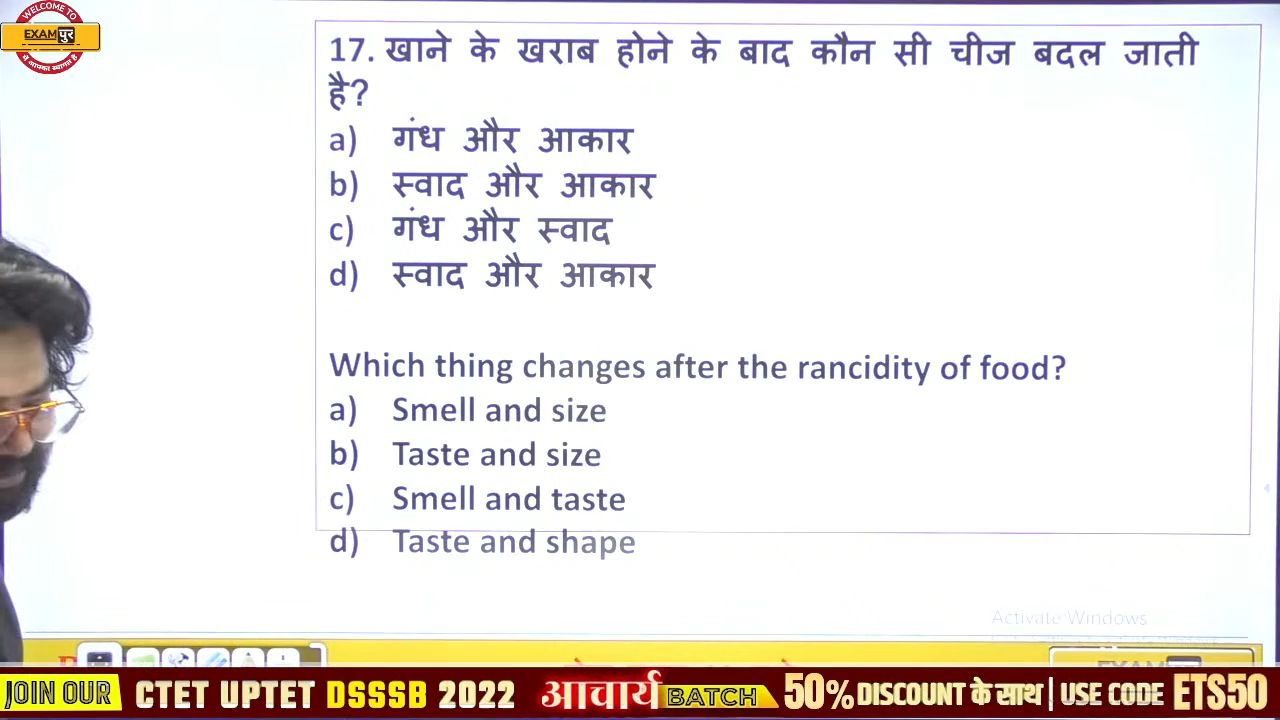 WELCOME TO
EXAMपुर
में आपका स्वागत है
17. खाने के खराब होने के बाद कौन सी चीज बदल जाती
है?
a) गंध और आकार
b) स्वाद और आकार
c) गंध और स्वाद
d) स्वाद और आकार
Which thing changes after the rancidity of food?
a) Smell and size
b) Taste and size
c) Smell and taste
d) Taste and shape
Activate Windows
JOIN OUR CTET UPTET DSSSB 2022 आचार्य BATCH 50% DISCOUNT के साथ | USE CODE ETS50